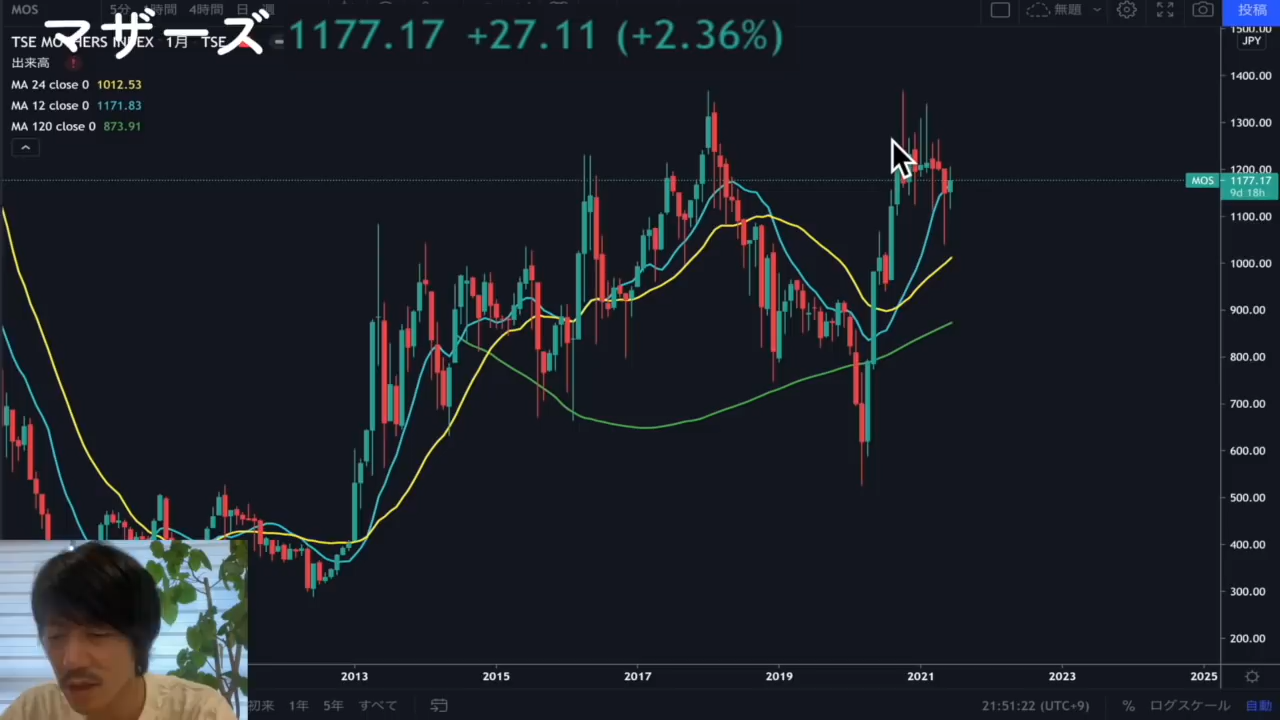 MOS 5分 1時間 4時間 日 週 無題 投稿
マザーズ 1177.17 +27.11 (+2.36%)
TSE MOTHERS INDEX 1月 TSE
出来高
MA 24 close 0 1012.53
MA 12 close 0 1171.83
MA 120 close 0 873.91
1500.00
JPY
1400.00
1300.00
1200.00
MOS 1177.17
9d 18h
1100.00
1000.00
900.00
800.00
700.00
600.00
500.00
400.00
300.00
200.00
2013 2015 2017 2019 2021 2023 2025
初来 1年 5年 すべて 21:51:22 (UTC+9) % ログスケール 自動